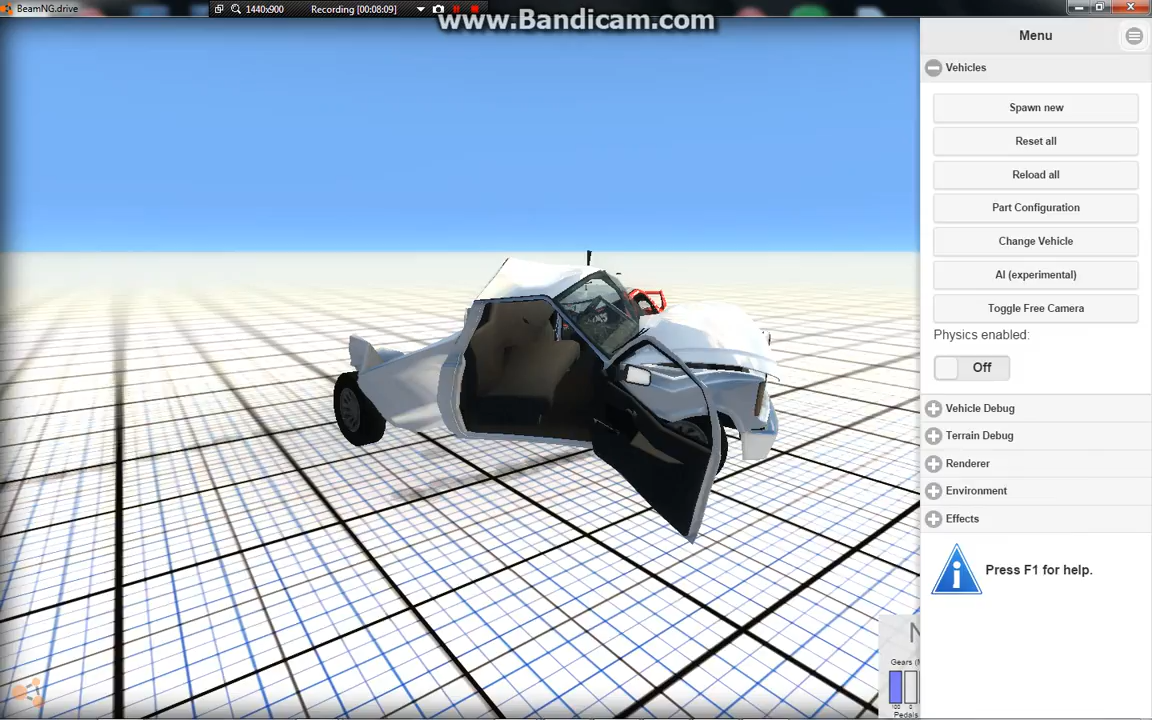 BeamNG.drive
1440x900
Recording [00:08:09]
www.Bandicam.com
Menu
Vehicles
Spawn new
Reset all
Reload all
Part Configuration
Change Vehicle
AI (experimental)
Toggle Free Camera
Physics enabled:
Off
Vehicle Debug
Terrain Debug
Renderer
Environment
Effects
Press F1 for help.
N
Gears (
Pedals